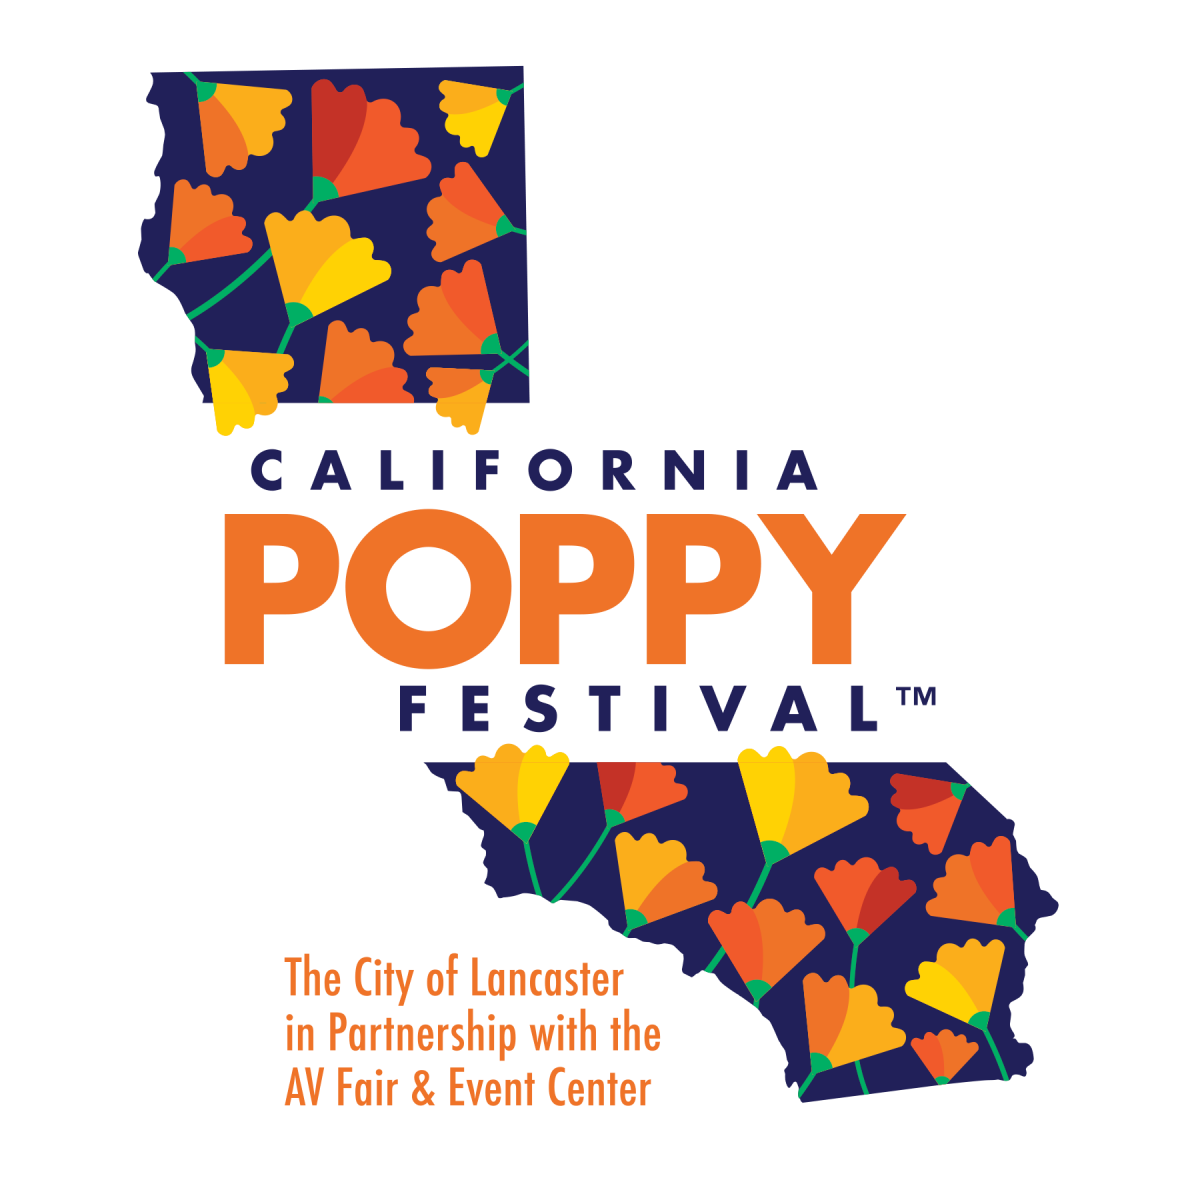 CALIFORNIA
POPPY
FESTIVAL™
The City of Lancaster
in Partnership with the
AV Fair & Event Center